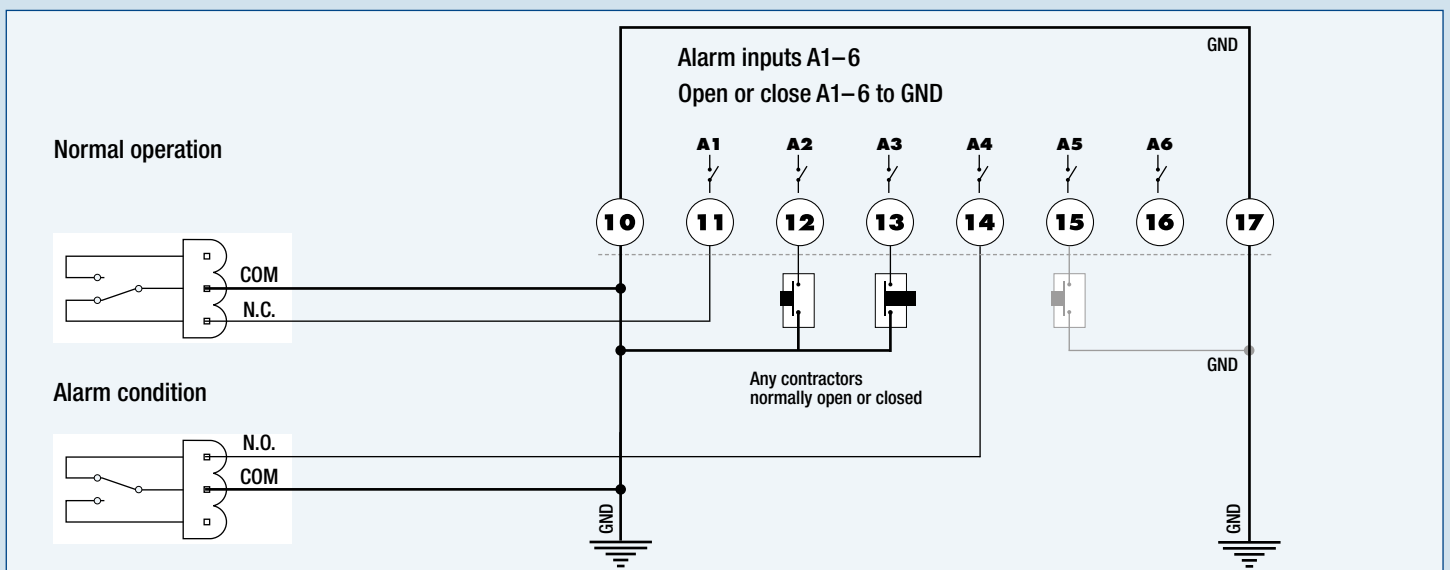 GND
Alarm inputs A1–6
Open or close A1–6 to GND
Normal operation
A1 A2 A3 A4 A5 A6
10 11 12 13 14 15 16 17
COM
N.C.
GND
Any contractors
normally open or closed
Alarm condition
N.O.
COM
GND GND